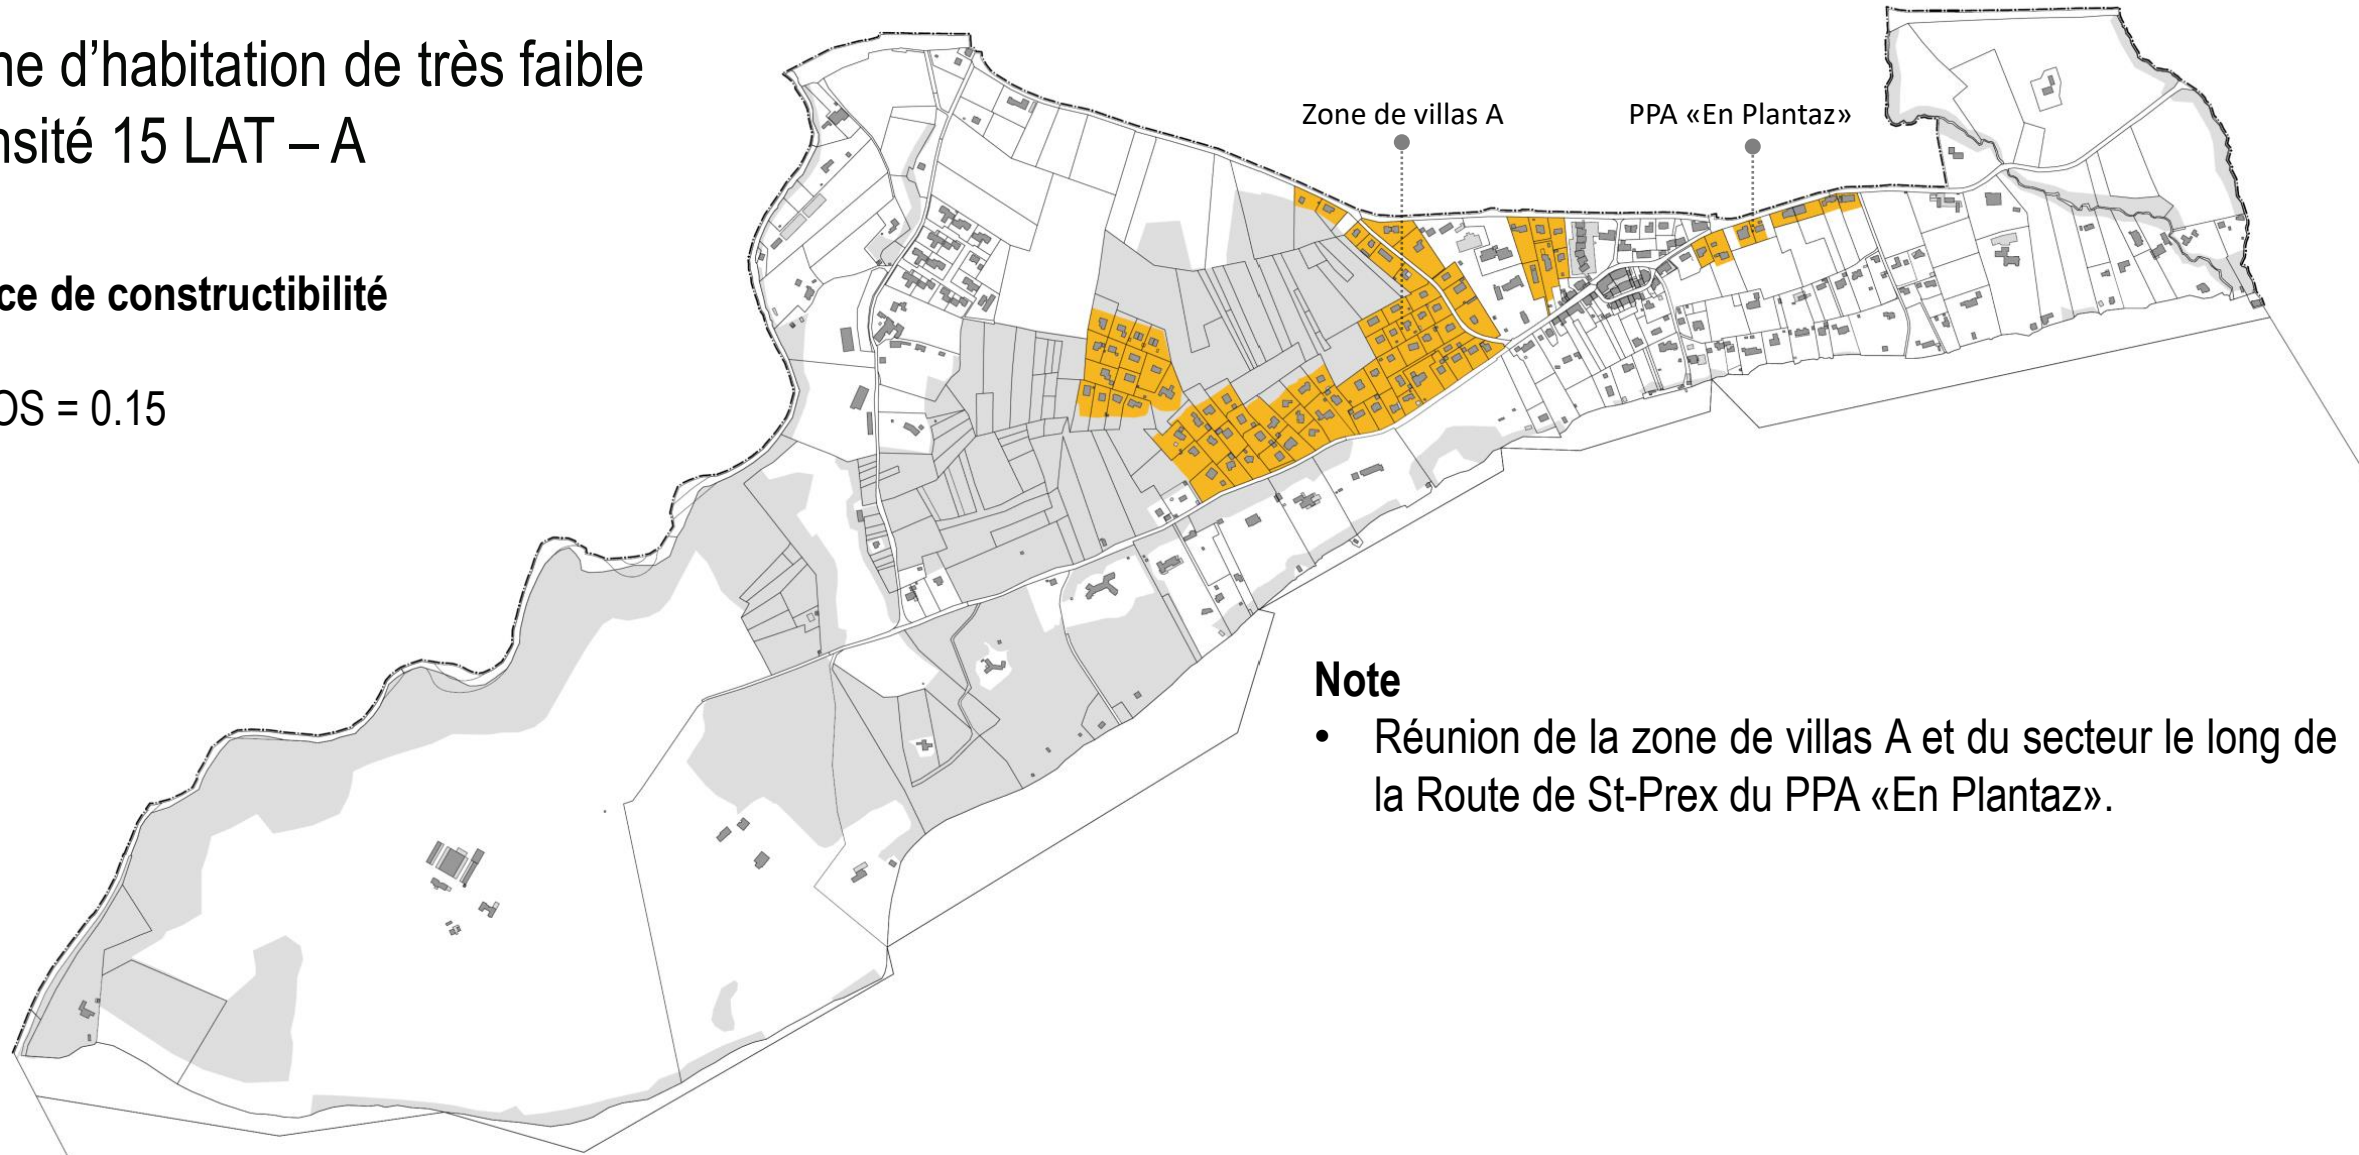 ne d’habitation de très faible
nsité 15 LAT – A
Zone de villas A
PPA «En Plantaz»
ce de constructibilité
OS = 0.15
Note
• Réunion de la zone de villas A et du secteur le long de
la Route de St-Prex du PPA «En Plantaz».